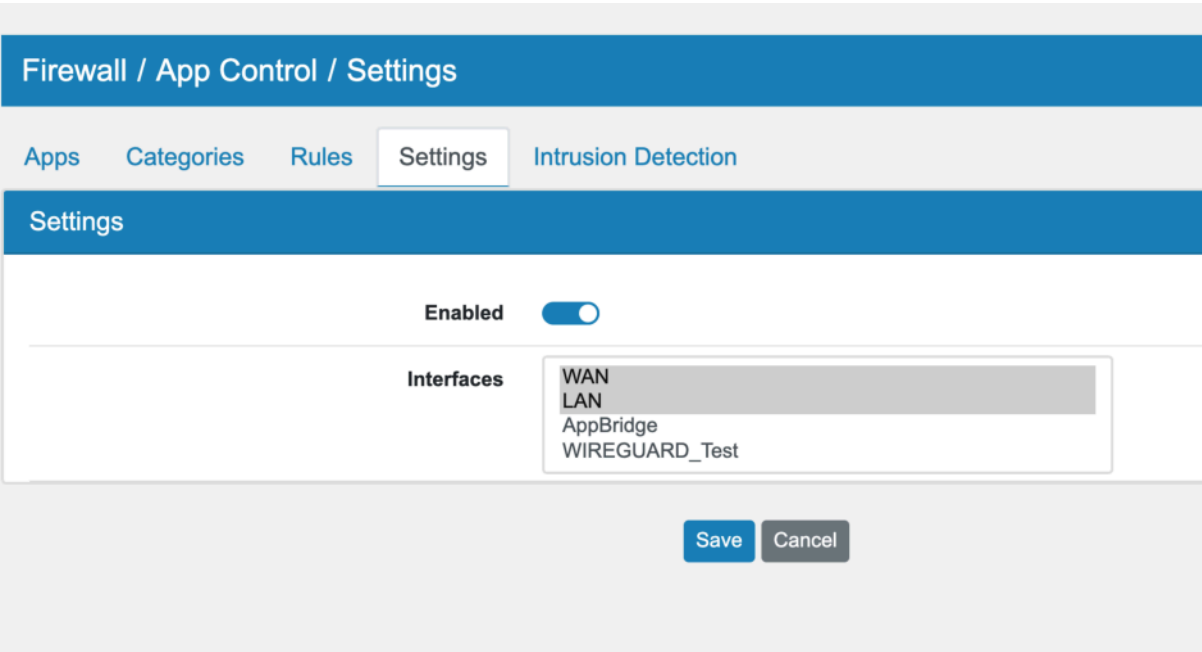 Firewall / App Control / Settings
Apps Categories Rules Settings Intrusion Detection
Settings
Enabled
Interfaces
WAN
LAN
AppBridge
WIREGUARD_Test
Save Cancel